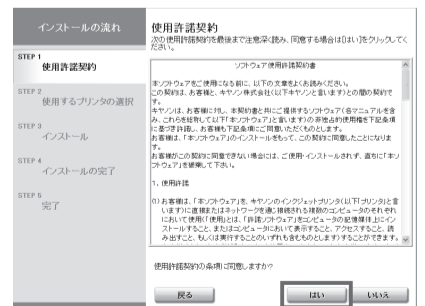 インストールの流れ
STEP 1
使用許諾契約
STEP 2
使用するプリンタの選択
STEP 3
インストール
STEP 4
インストールの完了
STEP 5
完了
使用許諾契約
次の使用許諾契約を最後まで注意深く読み、同意する場合は[はい]をクリックしてください。
ソフトウェア使用許諾契約書
本ソフトウェアをご使用になる前に、以下の文章をよくお読みください。
この契約は、お客様と、キヤノン株式会社(以下キヤノンと言います)との間の契約です。
キヤノンは、お客様に対し、本契約書と共にご提供するソフトウェア(各マニュアルを含み、これらを総称して以下「本ソフトウェア」と言います)の非独占的使用権を下記条項に基づき許諾し、お客様も下記条項にご同意いただくものとします。
お客様は、「本ソフトウェア」のインストールをもって、この契約に同意したことになります。
お客様がこの契約に同意できない場合には、ご使用・インストールされず、直ちに「本ソフトウェア」を破棄して下さい。
1. 使用許諾
(1) お客様は、「本ソフトウェア」を、キヤノンのインクジェットプリンタ(以下「プリンタ」と言います)に直接またはネットワークを通じ接続される複数のコンピュータのそれぞれにおいて使用(「使用」とは、「許諾ソフトウェア」をコンピュータの記憶媒体上にインストールすること、またはコンピュータにおいて表示すること、アクセスすること、読み出すこと、もしくは実行することのいずれも含むものとします)することができます。
使用許諾契約の条項に同意しますか?
戻る
はい
いいえ